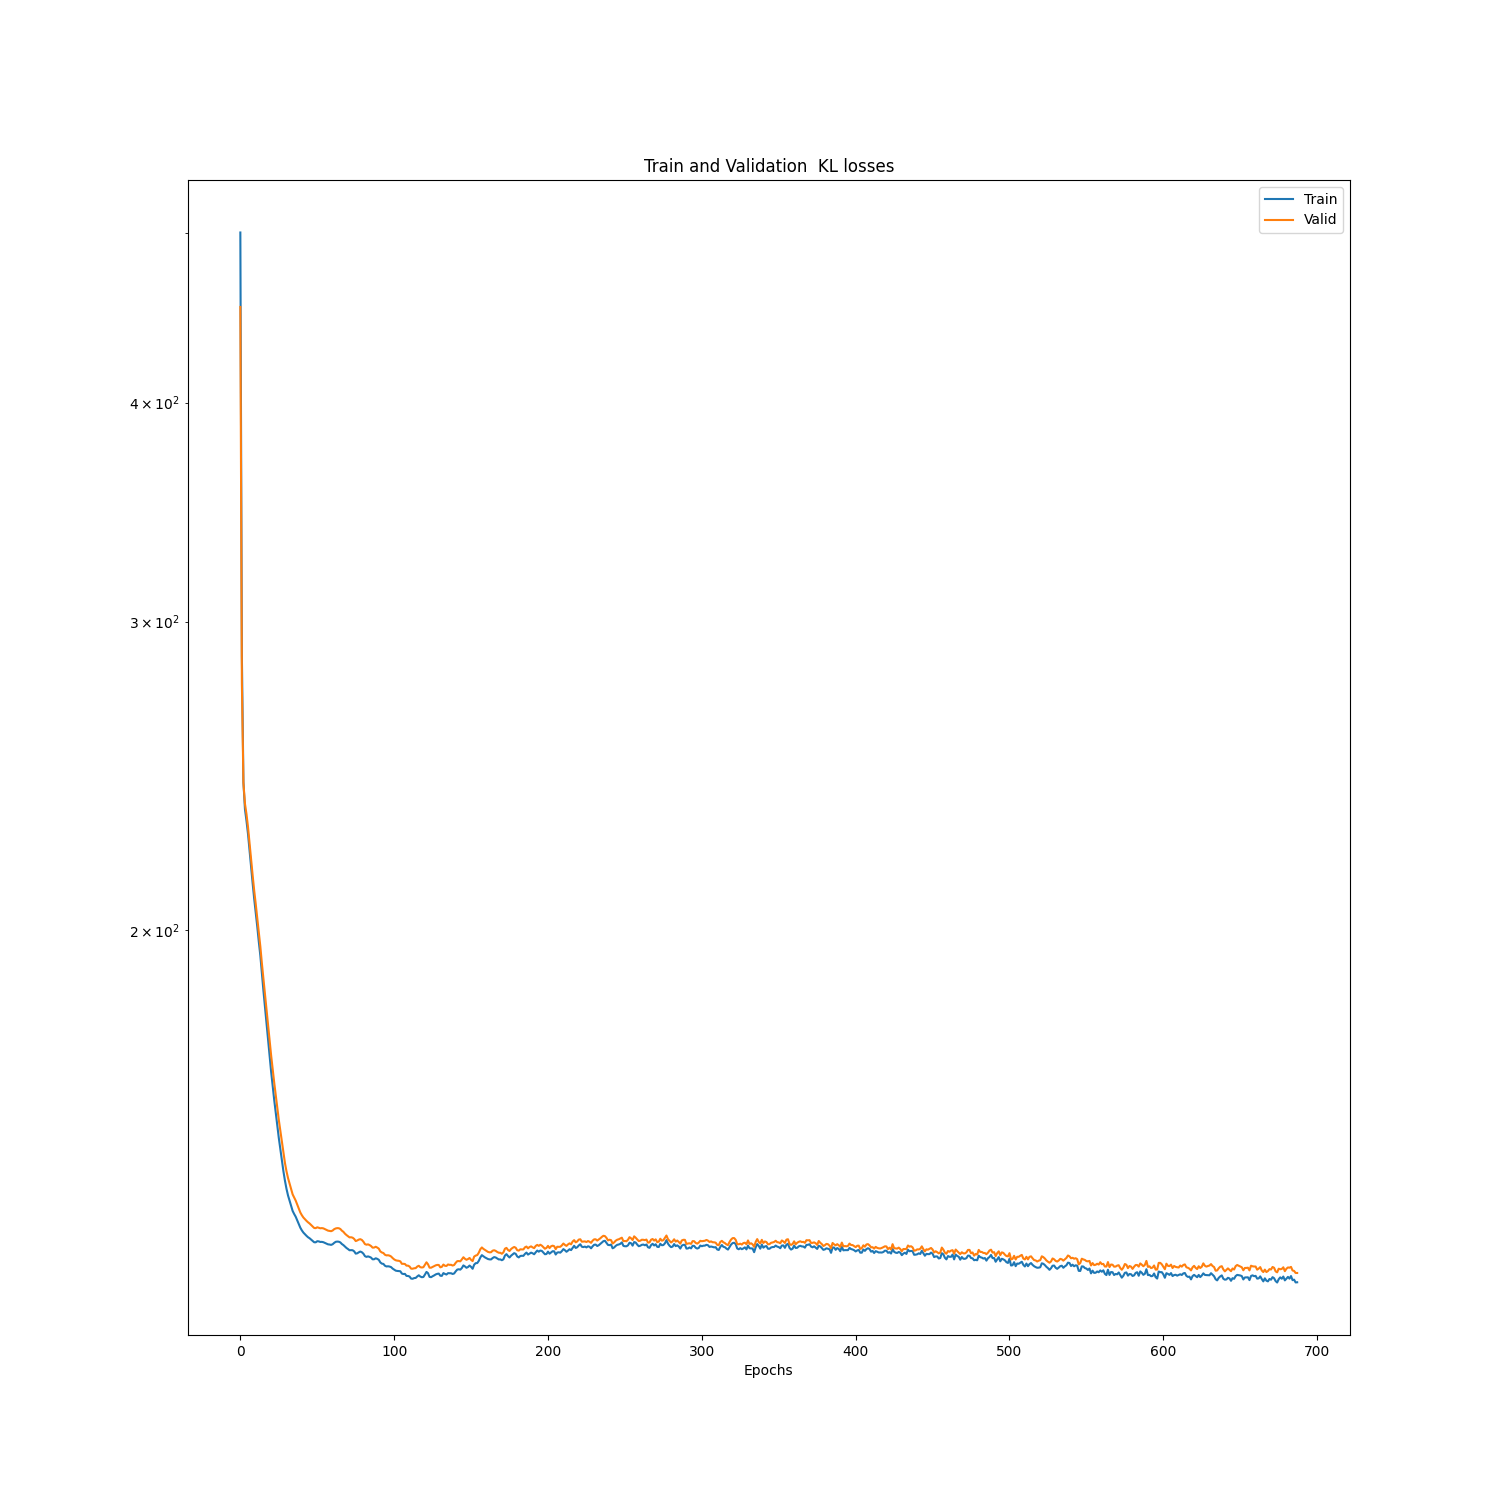 Train and Validation  KL losses
Train
Valid
4 × 10²
3 × 10²
2 × 10²
0 100 200 300 400 500 600 700
Epochs